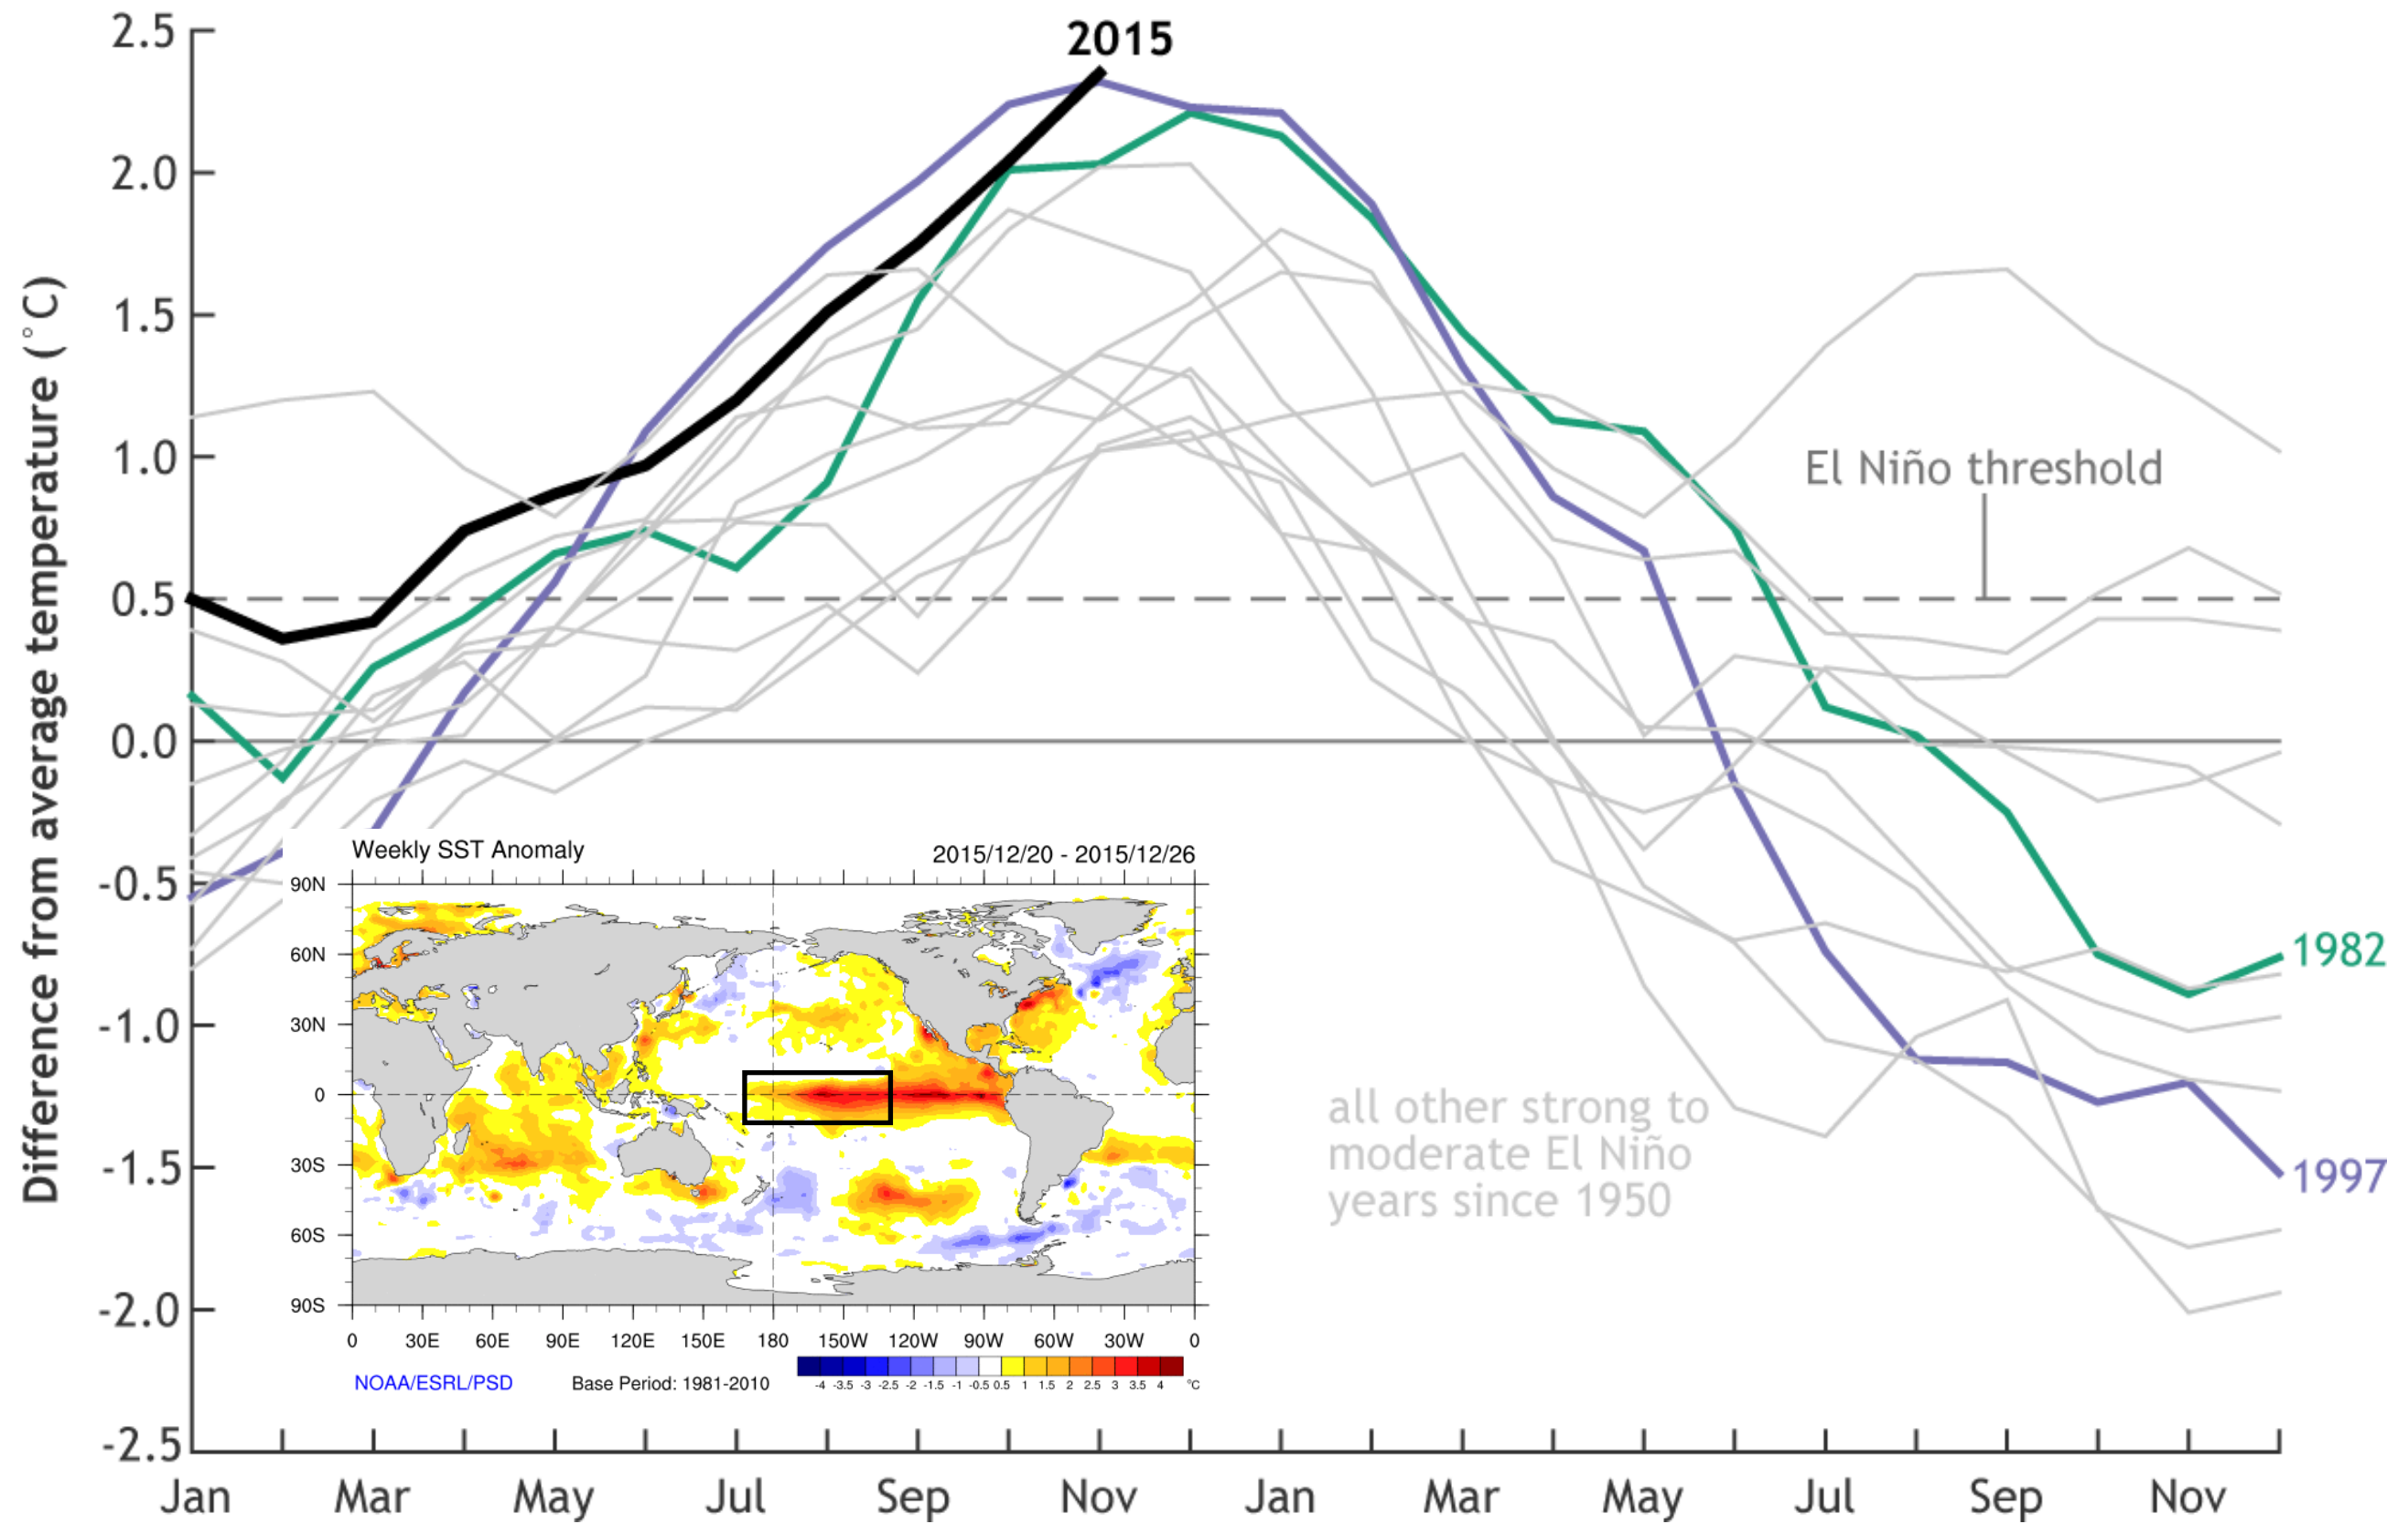 2015
2.5
2.0
1.5
1.0
0.5
0.0
-0.5
-1.0
-1.5
-2.0
-2.5
Difference from average temperature (°C)
El Niño threshold
1982
1997
all other strong to
moderate El Niño
years since 1950
Weekly SST Anomaly 2015/12/20 - 2015/12/26
90N
60N
30N
0
30S
60S
90S
0 30E 60E 90E 120E 150E 180 150W 120W 90W 60W 30W 0
NOAA/ESRL/PSD Base Period: 1981-2010
-4 -3.5 -3 -2.5 -2 -1.5 -1 -0.5 0.5 1 1.5 2 2.5 3 3.5 4 °C
Jan Mar May Jul Sep Nov Jan Mar May Jul Sep Nov